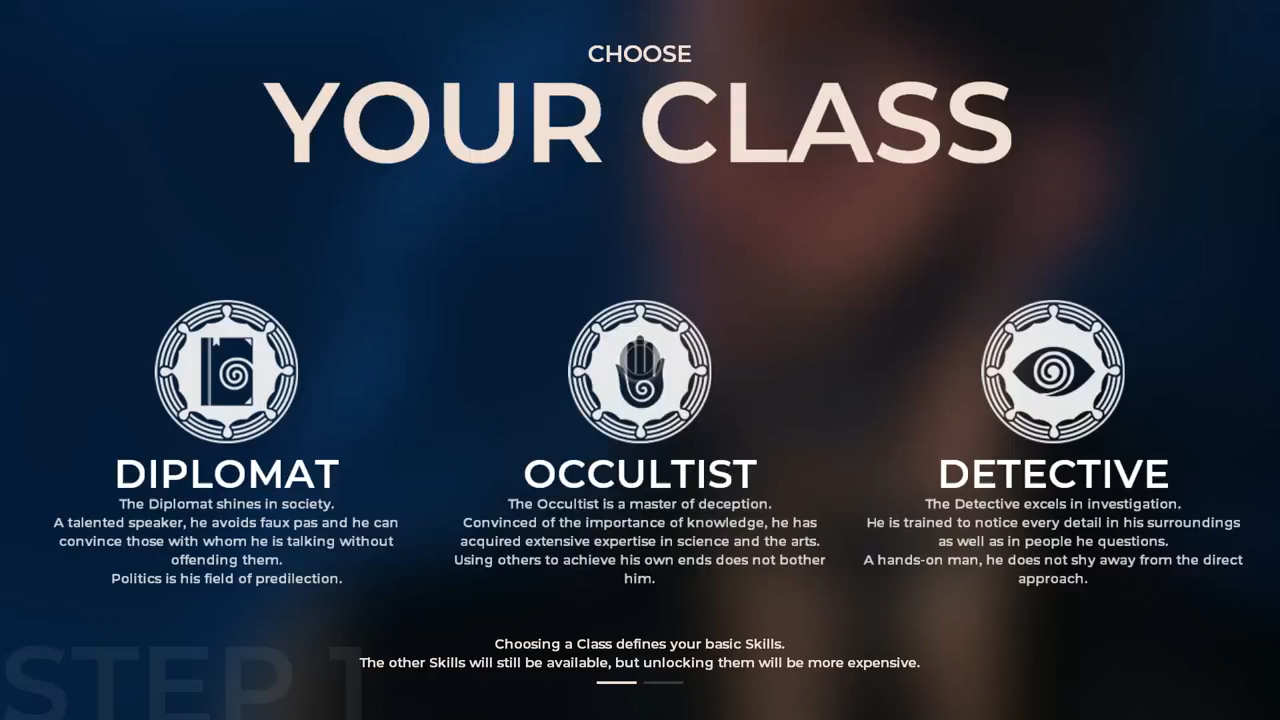 CHOOSE
YOUR CLASS
DIPLOMAT
The Diplomat shines in society.
A talented speaker, he avoids faux pas and he can
convince those with whom he is talking without
offending them.
Politics is his field of predilection.
OCCULTIST
The Occultist is a master of deception.
Convinced of the importance of knowledge, he has
acquired extensive expertise in science and the arts.
Using others to achieve his own ends does not bother
him.
DETECTIVE
The Detective excels in investigation.
He is trained to notice every detail in his surroundings
as well as in people he questions.
A hands-on man, he does not shy away from the direct
approach.
Choosing a Class defines your basic Skills.
The other Skills will still be available, but unlocking them will be more expensive.
STEP 1